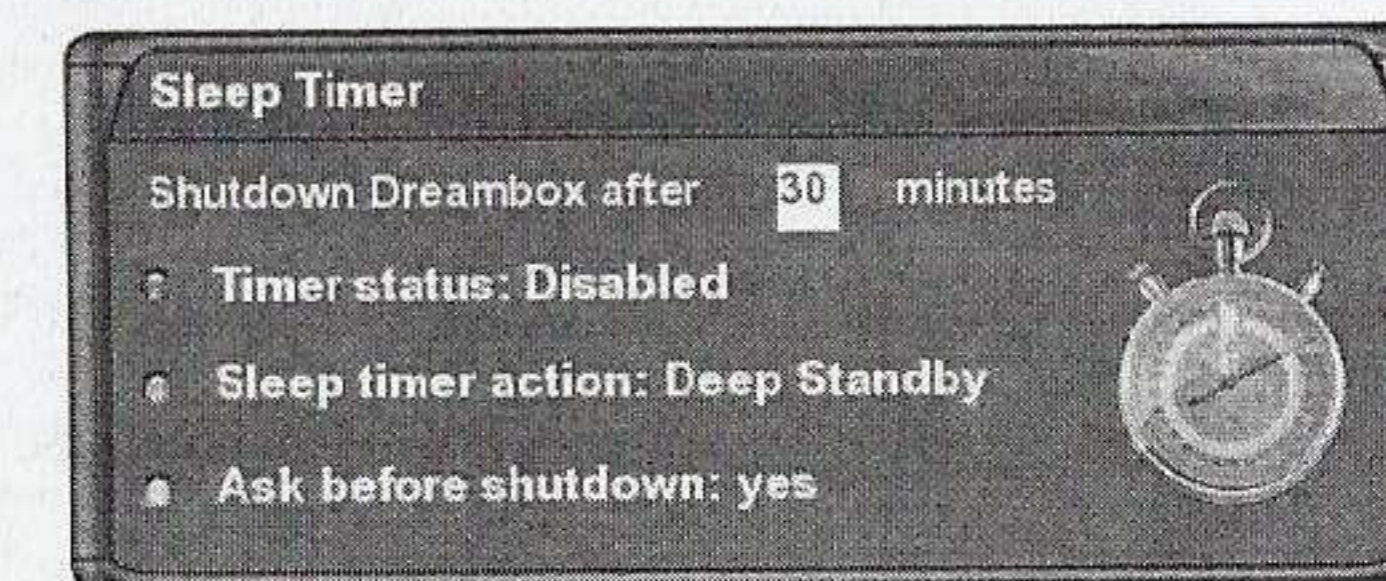 Sleep Timer
Shutdown Dreambox after 30 minutes
Timer status: Disabled
Sleep timer action: Deep Standby
Ask before shutdown: yes